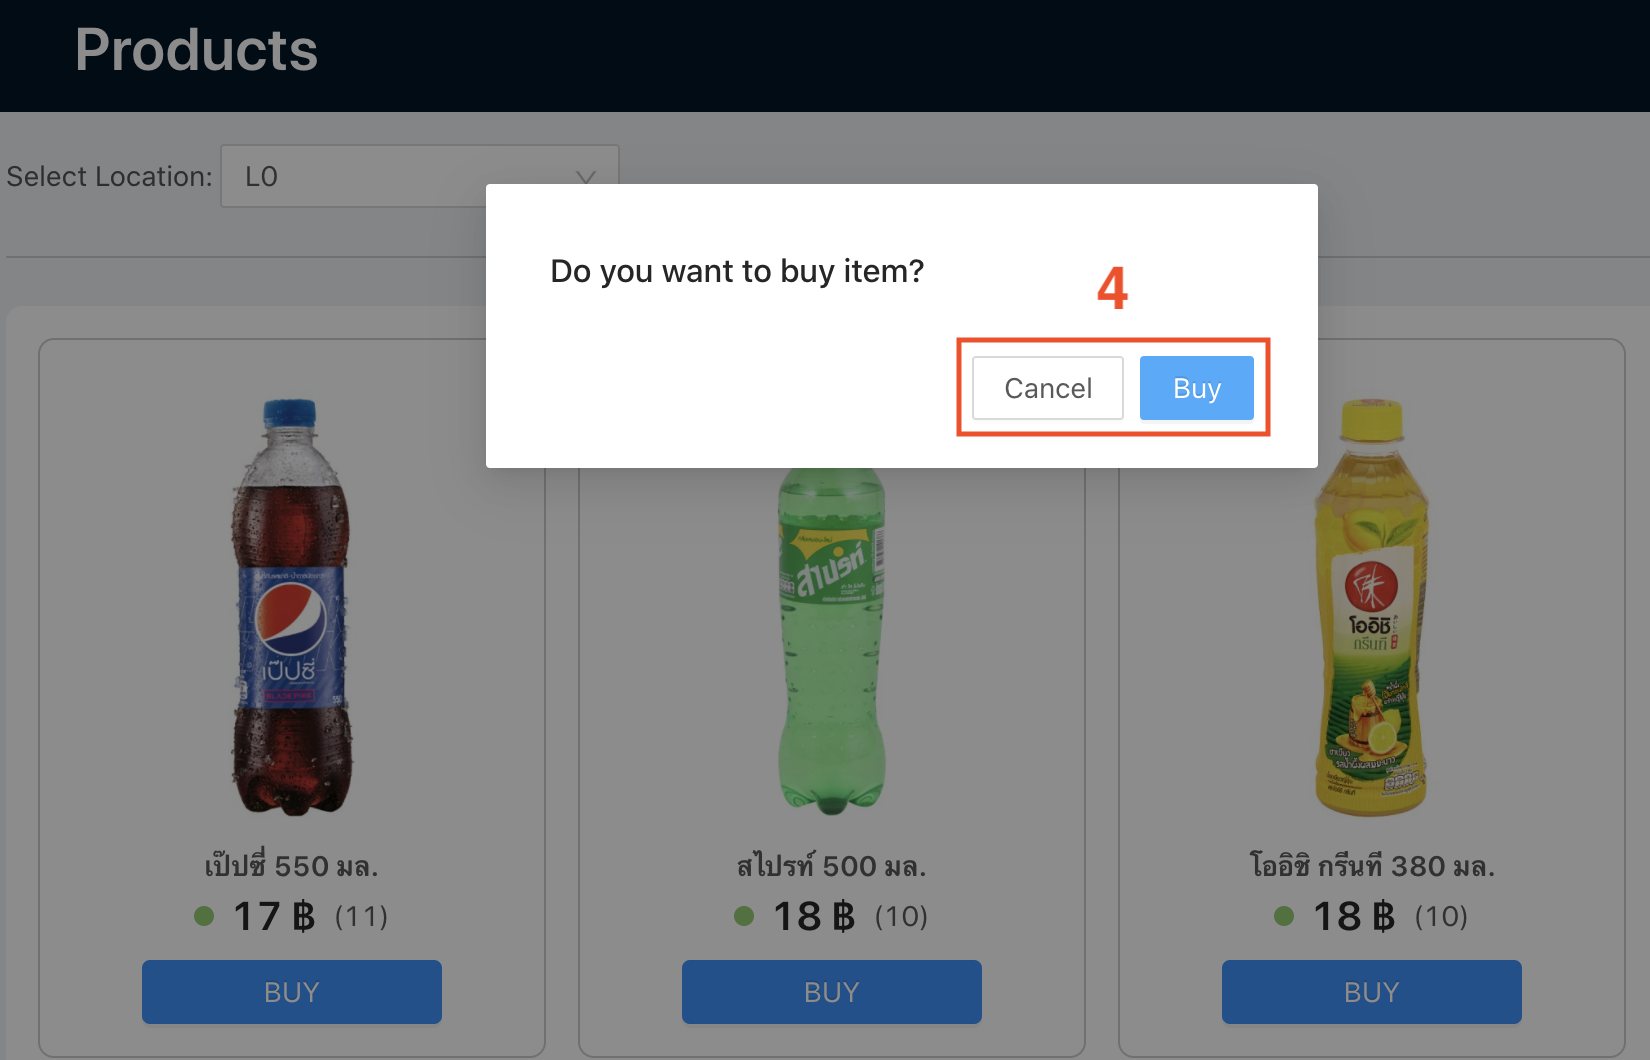 Products
Select Location: L0
Do you want to buy item?
4
Cancel Buy
เป๊ปซี่
สไปรท์
โออิชิ
กรีนที
เป๊ปซี่ 550 มล.
17 ฿ (11)
BUY
สไปรท์ 500 มล.
18 ฿ (10)
BUY
โออิชิ กรีนที 380 มล.
18 ฿ (10)
BUY